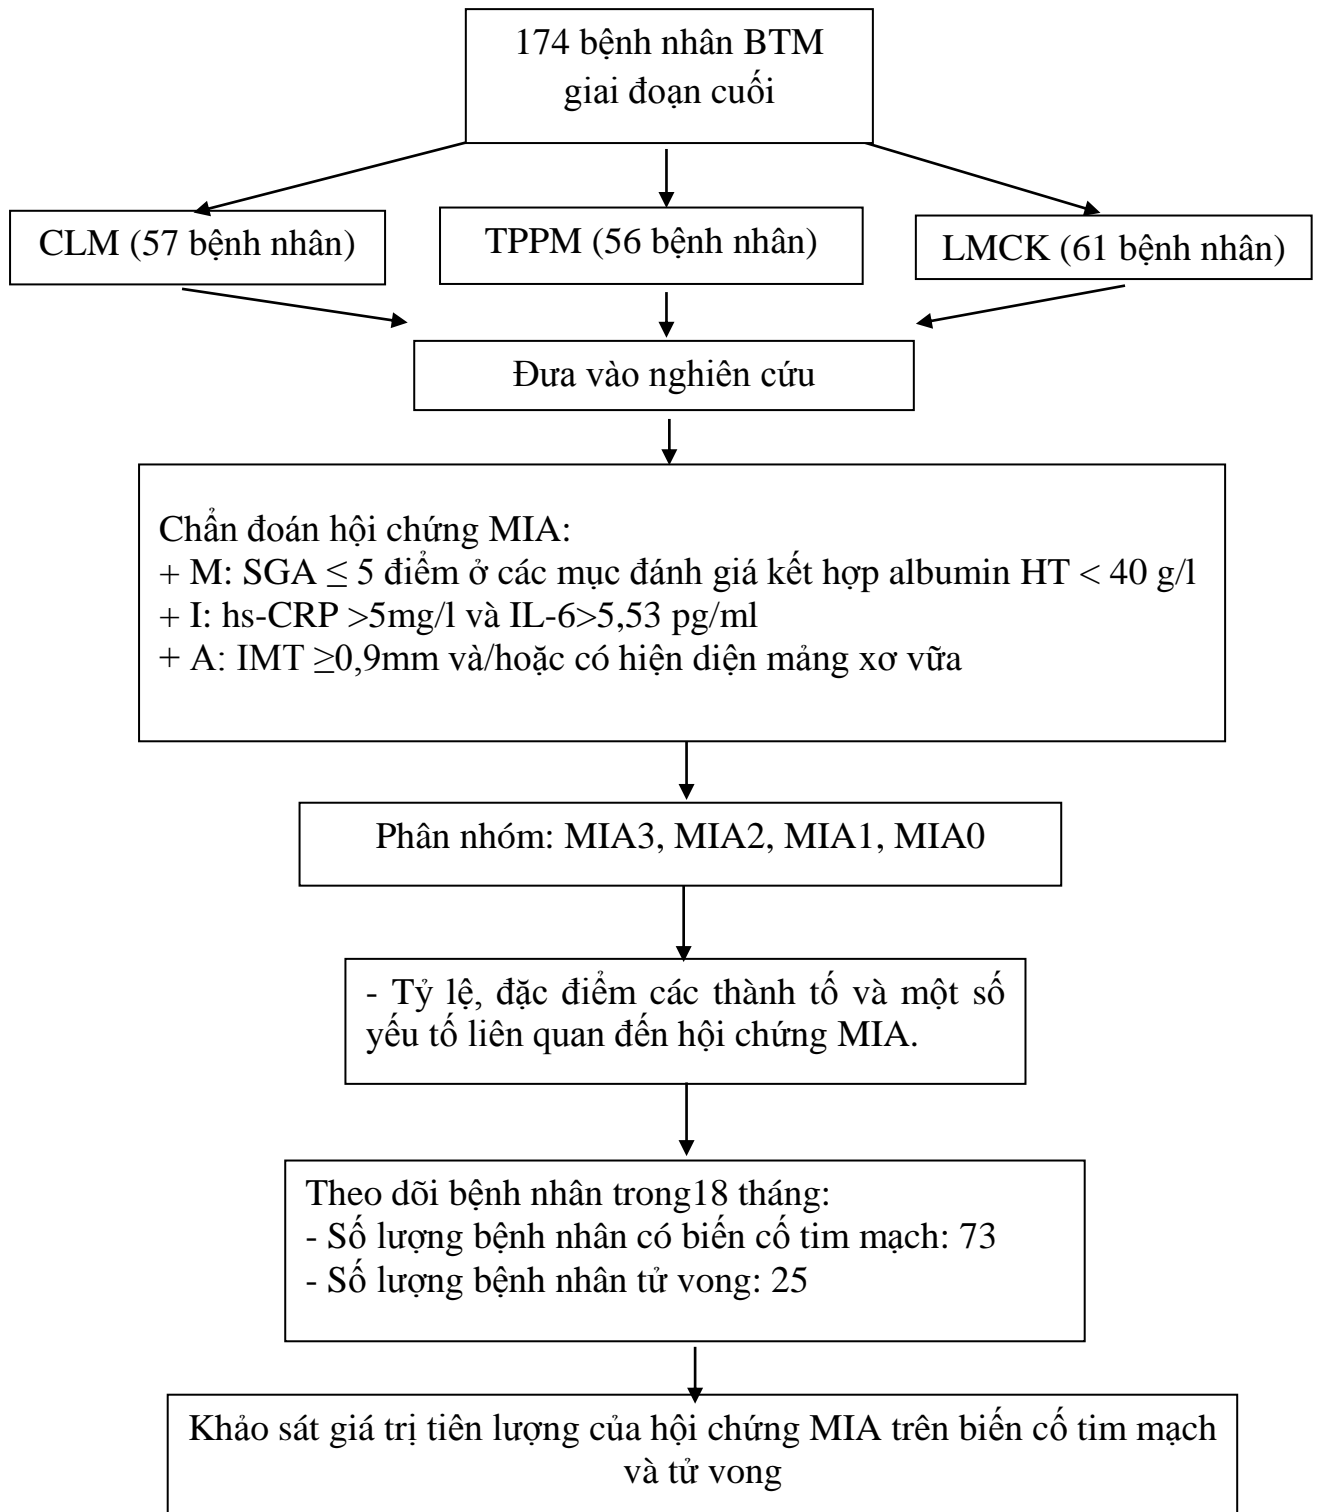 174 bệnh nhân BTM
giai đoạn cuối
CLM (57 bệnh nhân)
TPPM (56 bệnh nhân)
LMCK (61 bệnh nhân)
Đưa vào nghiên cứu
Chẩn đoán hội chứng MIA:
+ M: SGA ≤ 5 điểm ở các mục đánh giá kết hợp albumin HT < 40 g/l
+ I: hs-CRP >5mg/l và IL-6>5,53 pg/ml
+ A: IMT ≥0,9mm và/hoặc có hiện diện mảng xơ vữa
Phân nhóm: MIA3, MIA2, MIA1, MIA0
- Tỷ lệ, đặc điểm các thành tố và một số
yếu tố liên quan đến hội chứng MIA.
Theo dõi bệnh nhân trong18 tháng:
- Số lượng bệnh nhân có biến cố tim mạch: 73
- Số lượng bệnh nhân tử vong: 25
Khảo sát giá trị tiên lượng của hội chứng MIA trên biến cố tim mạch
và tử vong